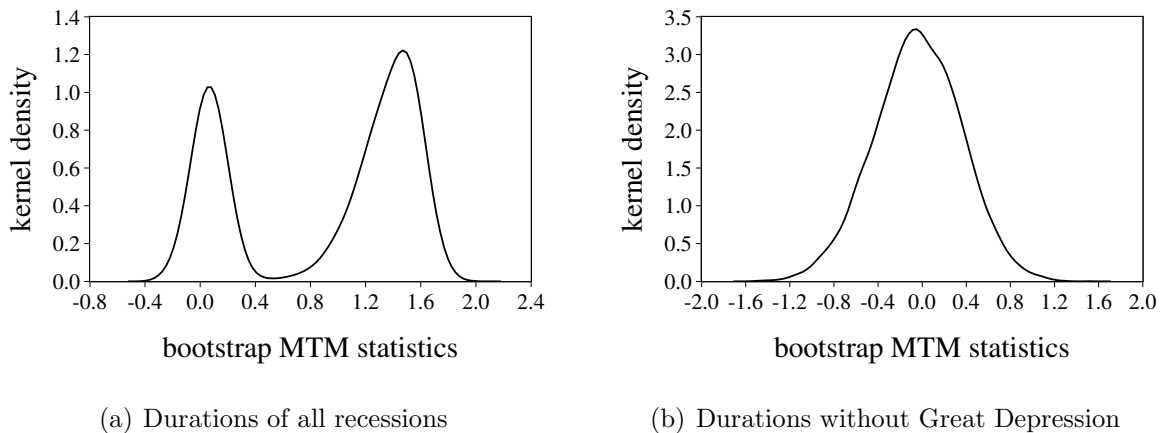 1.4
1.2
1.0
0.8
0.6
0.4
0.2
0.0
kernel density
-0.8 -0.4 0.0 0.4 0.8 1.2 1.6 2.0 2.4
bootstrap MTM statistics
(a) Durations of all recessions
3.5
3.0
2.5
2.0
1.5
1.0
0.5
0.0
kernel density
-2.0 -1.6 -1.2 -0.8 -0.4 0.0 0.4 0.8 1.2 1.6 2.0
bootstrap MTM statistics
(b) Durations without Great Depression